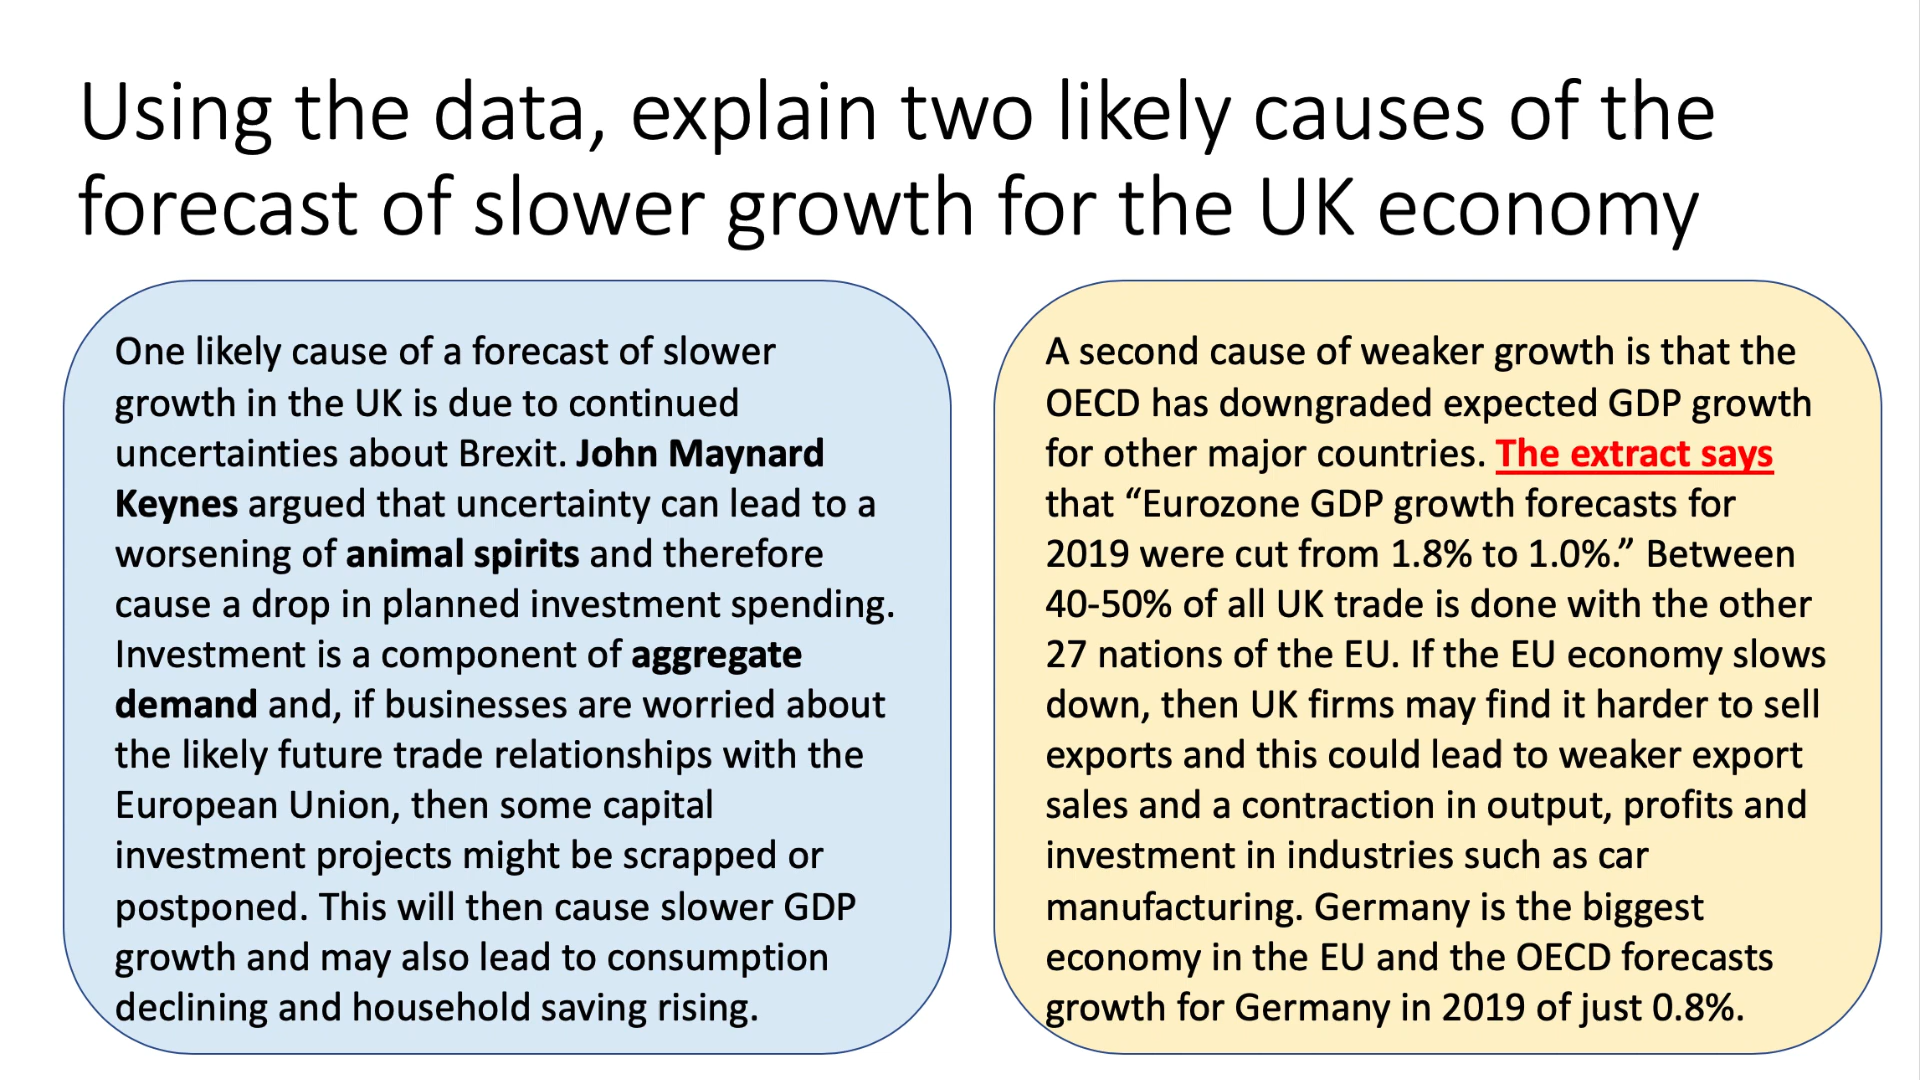 Using the data, explain two likely causes of the
forecast of slower growth for the UK economy
One likely cause of a forecast of slower
growth in the UK is due to continued
uncertainties about Brexit. John Maynard
Keynes argued that uncertainty can lead to a
worsening of animal spirits and therefore
cause a drop in planned investment spending.
Investment is a component of aggregate
demand and, if businesses are worried about
the likely future trade relationships with the
European Union, then some capital
investment projects might be scrapped or
postponed. This will then cause slower GDP
growth and may also lead to consumption
declining and household saving rising.
A second cause of weaker growth is that the
OECD has downgraded expected GDP growth
for other major countries. The extract says
that “Eurozone GDP growth forecasts for
2019 were cut from 1.8% to 1.0%.” Between
40-50% of all UK trade is done with the other
27 nations of the EU. If the EU economy slows
down, then UK firms may find it harder to sell
exports and this could lead to weaker export
sales and a contraction in output, profits and
investment in industries such as car
manufacturing. Germany is the biggest
economy in the EU and the OECD forecasts
growth for Germany in 2019 of just 0.8%.